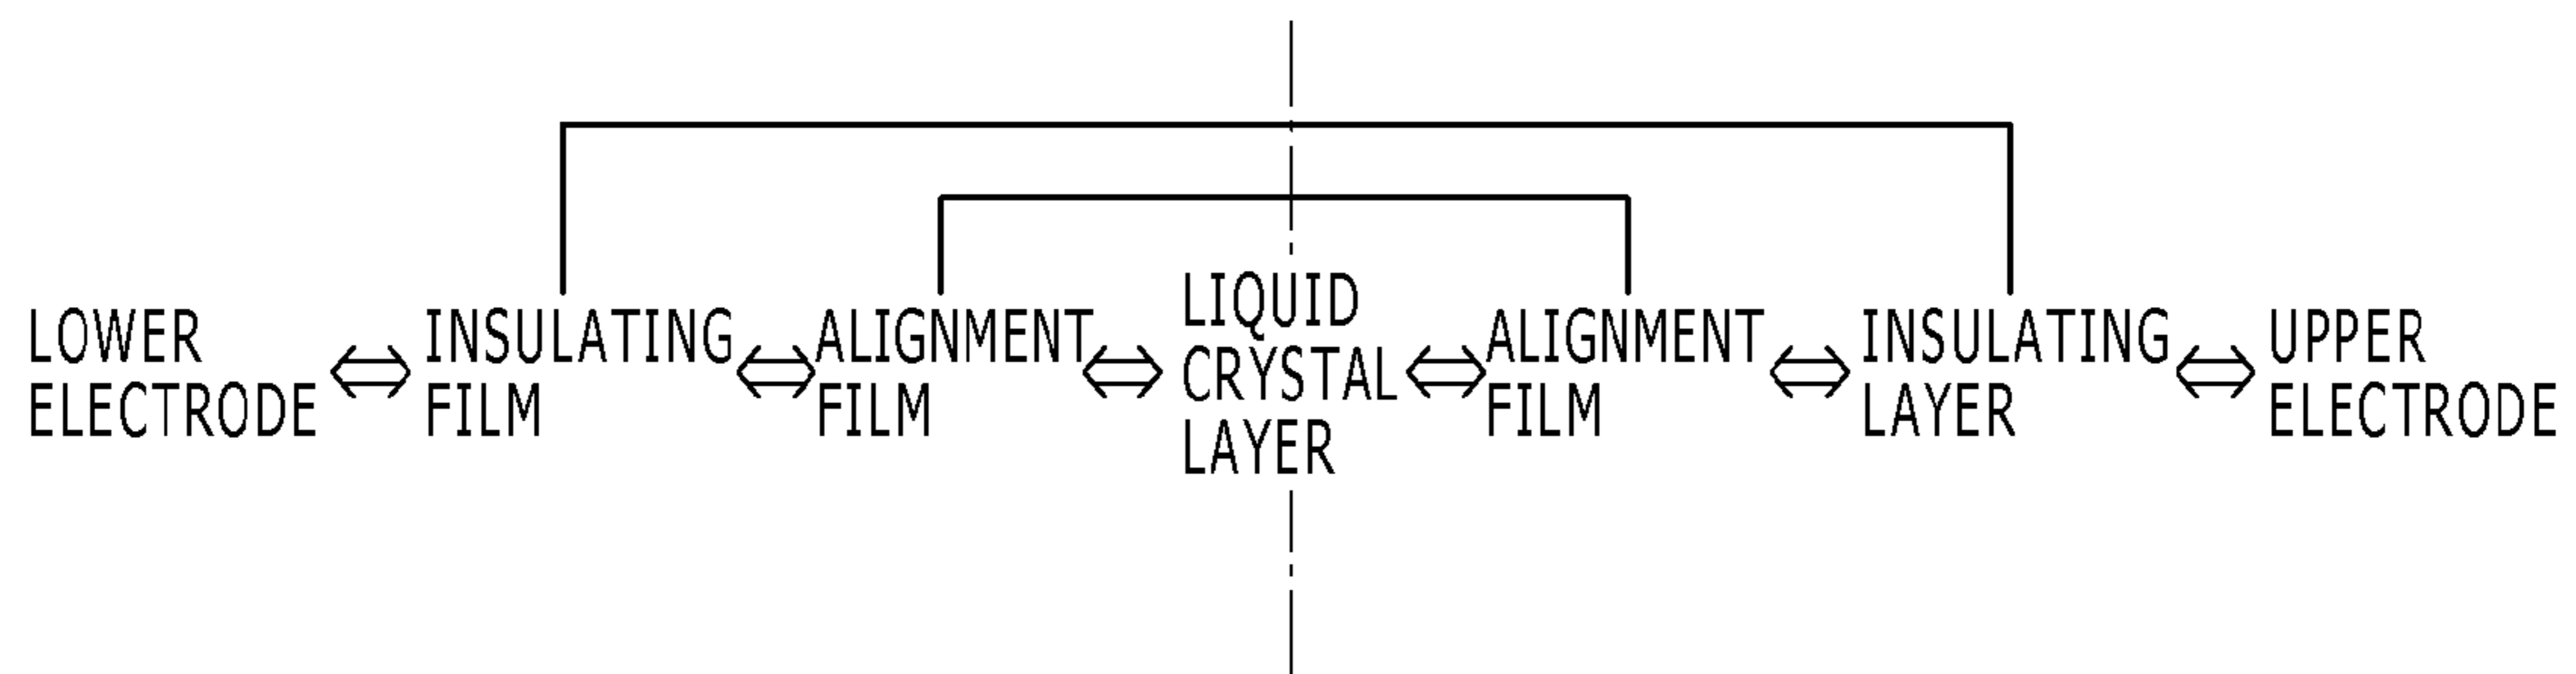 LOWER
ELECTRODE
INSULATING
FILM
ALIGNMENT
FILM
LIQUID
CRYSTAL
LAYER
ALIGNMENT
FILM
INSULATING
LAYER
UPPER
ELECTRODE